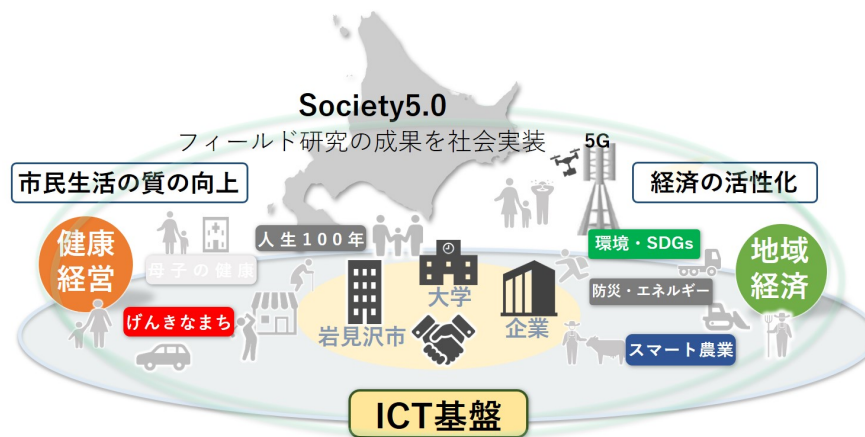 Society5.0
フィールド研究の成果を社会実装
5G
市民生活の質の向上
経済の活性化
健康
経営
母子の健康
人生100年
げんきなまち
岩見沢市
大学
企業
環境・SDGs
防災・エネルギー
スマート農業
地域
経済
ICT基盤